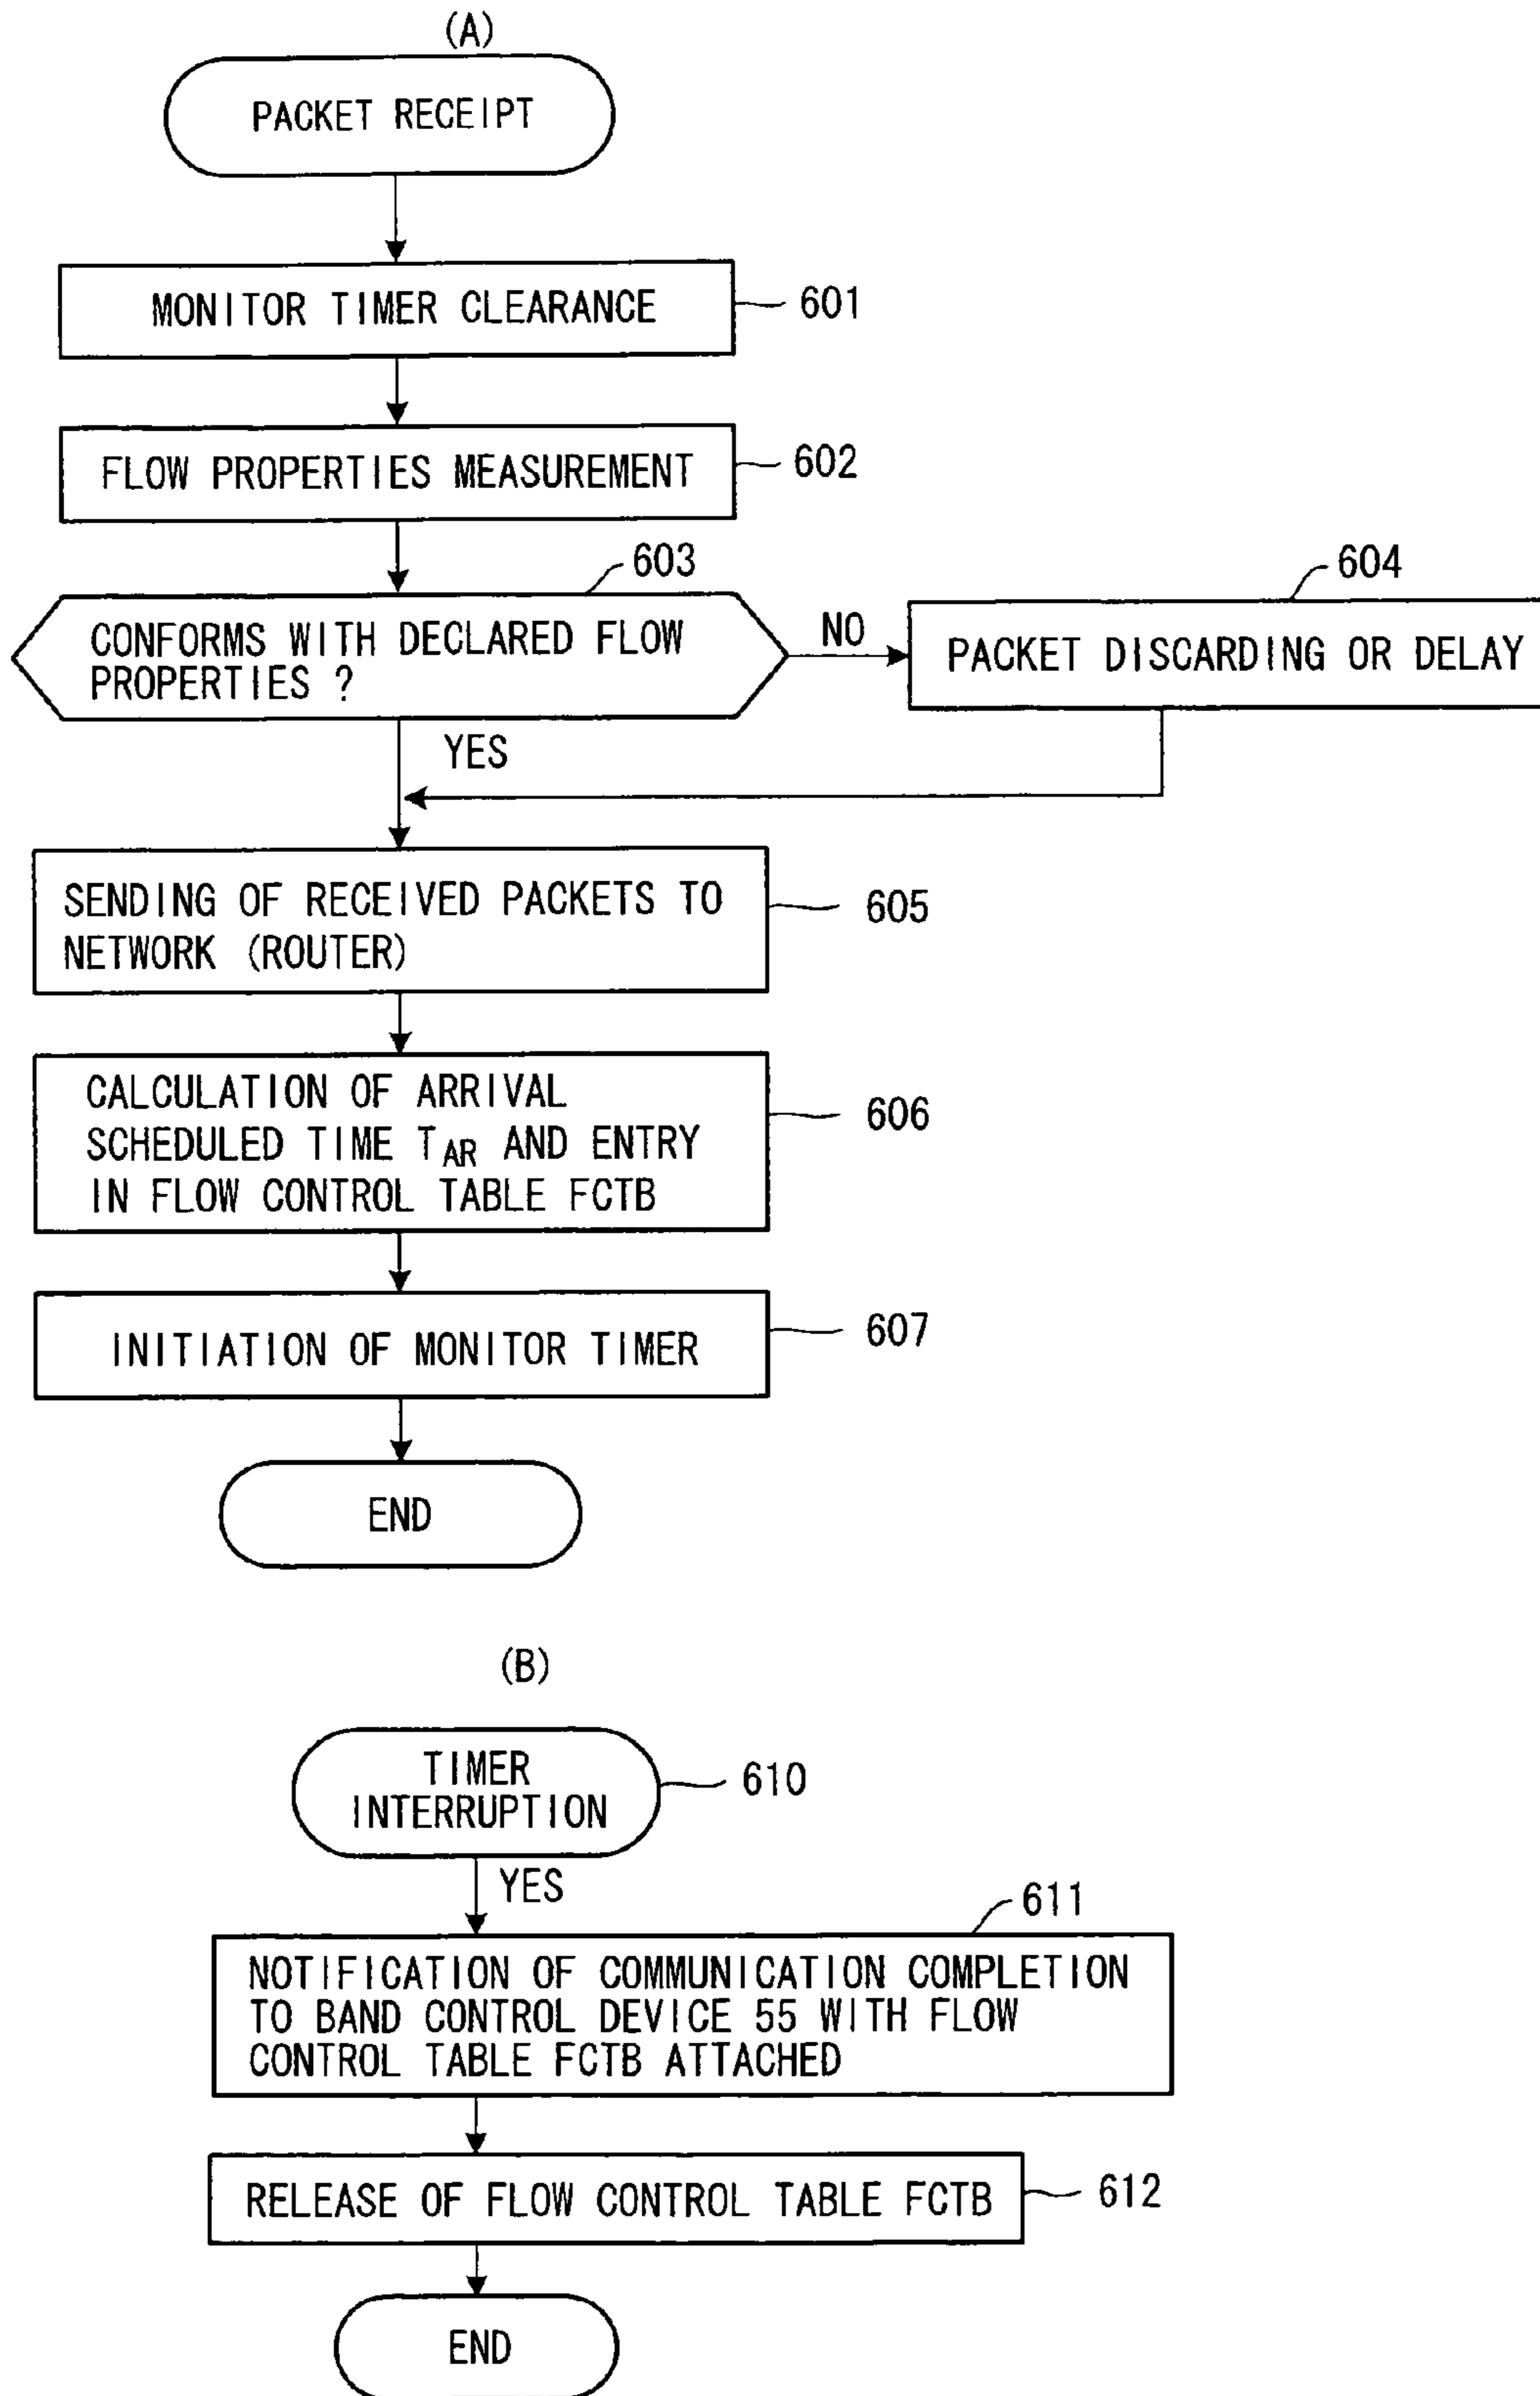 (A)
PACKET RECEIPT
MONITOR TIMER CLEARANCE
601
FLOW PROPERTIES MEASUREMENT
602
603
604
CONFORMS WITH DECLARED FLOW
PROPERTIES ?
NO
PACKET DISCARDING OR DELAY
YES
SENDING OF RECEIVED PACKETS TO
NETWORK (ROUTER)
605
CALCULATION OF ARRIVAL
SCHEDULED TIME TAR AND ENTRY
IN FLOW CONTROL TABLE FCTB
606
INITIATION OF MONITOR TIMER
607
END
(B)
TIMER
INTERRUPTION
610
YES
611
NOTIFICATION OF COMMUNICATION COMPLETION
TO BAND CONTROL DEVICE 55 WITH FLOW
CONTROL TABLE FCTB ATTACHED
RELEASE OF FLOW CONTROL TABLE FCTB
612
END